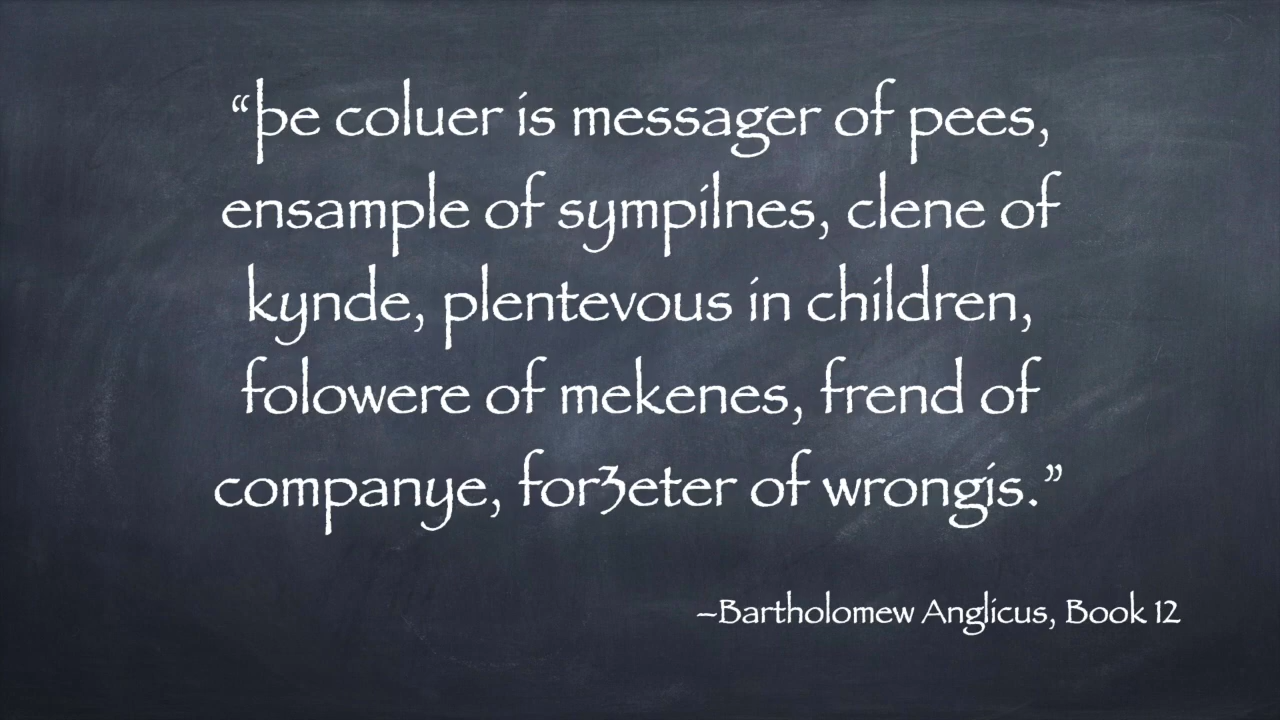 “þe coluer is messager of pees,
ensample of sympilnes, clene of
kynde, plentevous in children,
folowere of mekenes, frend of
companye, forȝeter of wrongis.”
–Bartholomew Anglicus, Book 12